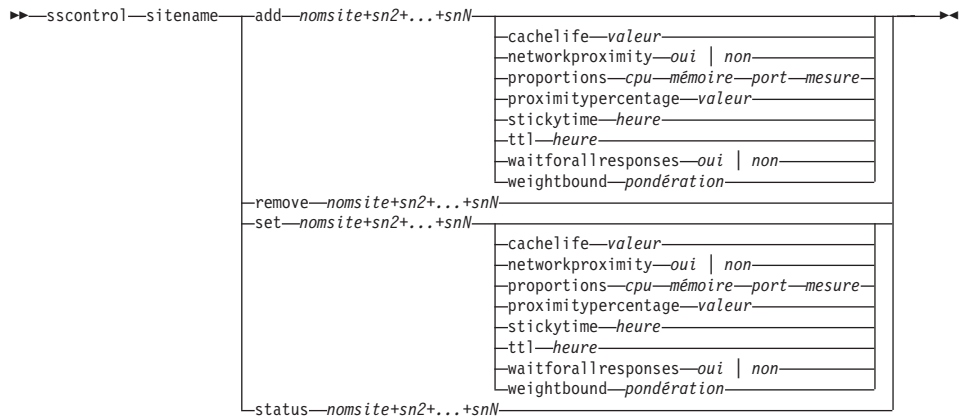 sscontrol sitename add nomsite+sn2+...+snN
cachelife valeur
networkproximity oui | non
proportions cpu mémoire port mesure
proximitypercentage valeur
stickytime heure
ttl heure
waitforallresponses oui | non
weightbound pondération
remove nomsite+sn2+...+snN
set nomsite+sn2+...+snN
cachelife valeur
networkproximity oui | non
proportions cpu mémoire port mesure
proximitypercentage valeur
stickytime heure
ttl heure
waitforallresponses oui | non
weightbound pondération
status nomsite+sn2+...+snN